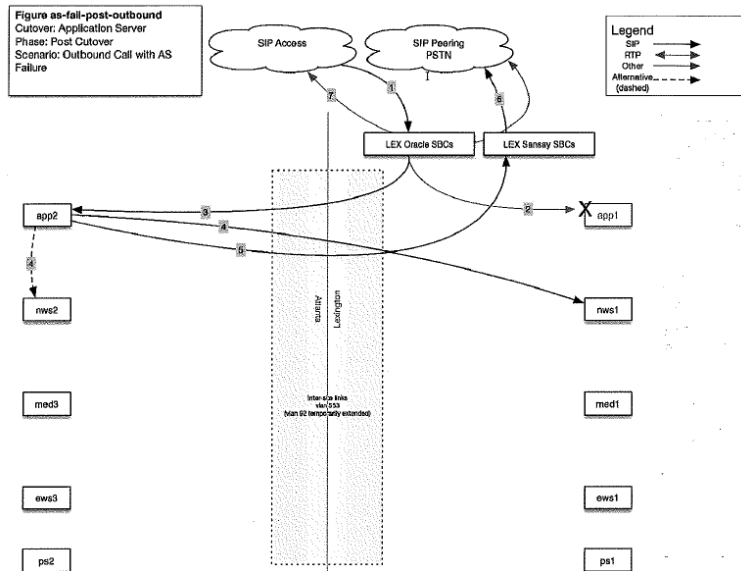 Figure as-fail-post-outbound
Cutover: Application Server
Phase: Post Cutover
Scenario: Outbound Call with AS
Failure
SIP Access
SIP Peering
PSTN
Legend
SIP
RTP
Other
Alternative
(dashed)
7
1
6
LEX Oracle SBCs
LEX Sansay SBCs
app2
3
2
X
app1
4
5
nws2
Atlanta
Lexington
nws1
med3
Inter-site links
vlan 553
(vlan 92 temporarily extended)
med1
ews3
ews1
ps2
ps1